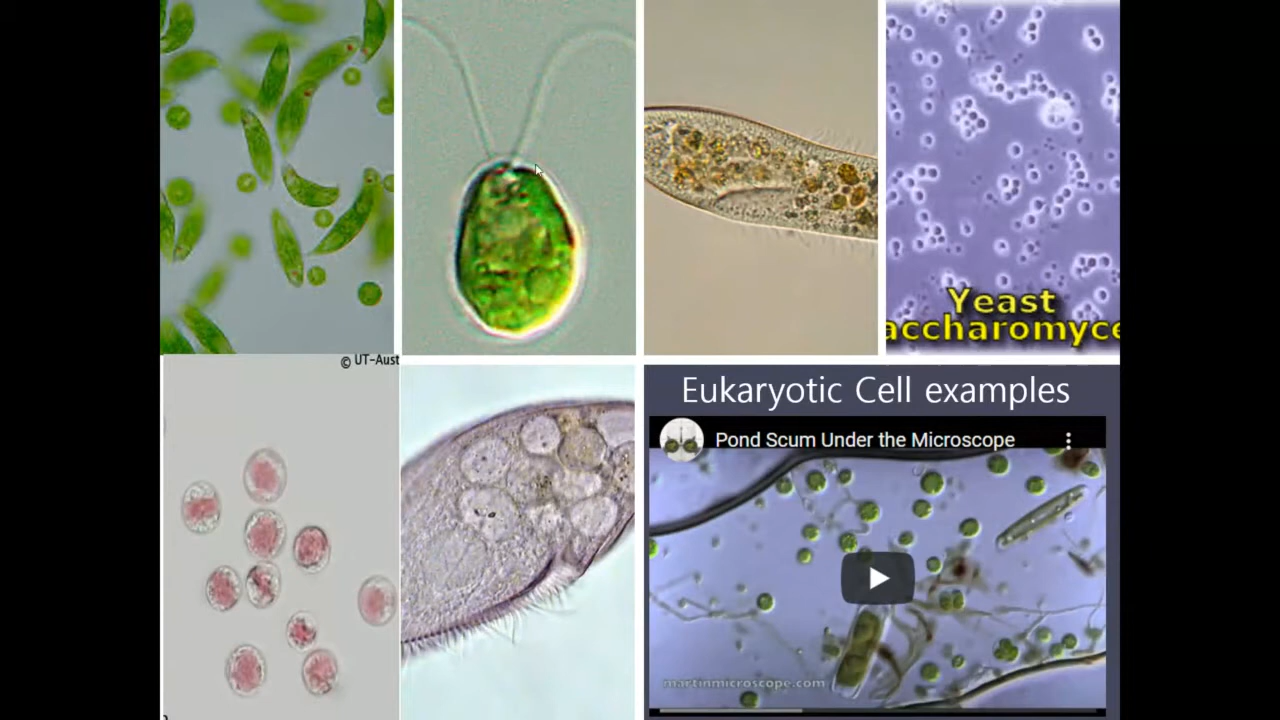 Yeast
accharomyce
© UT-Aust
Eukaryotic Cell examples
Pond Scum Under the Microscope
martinmicroscope.com